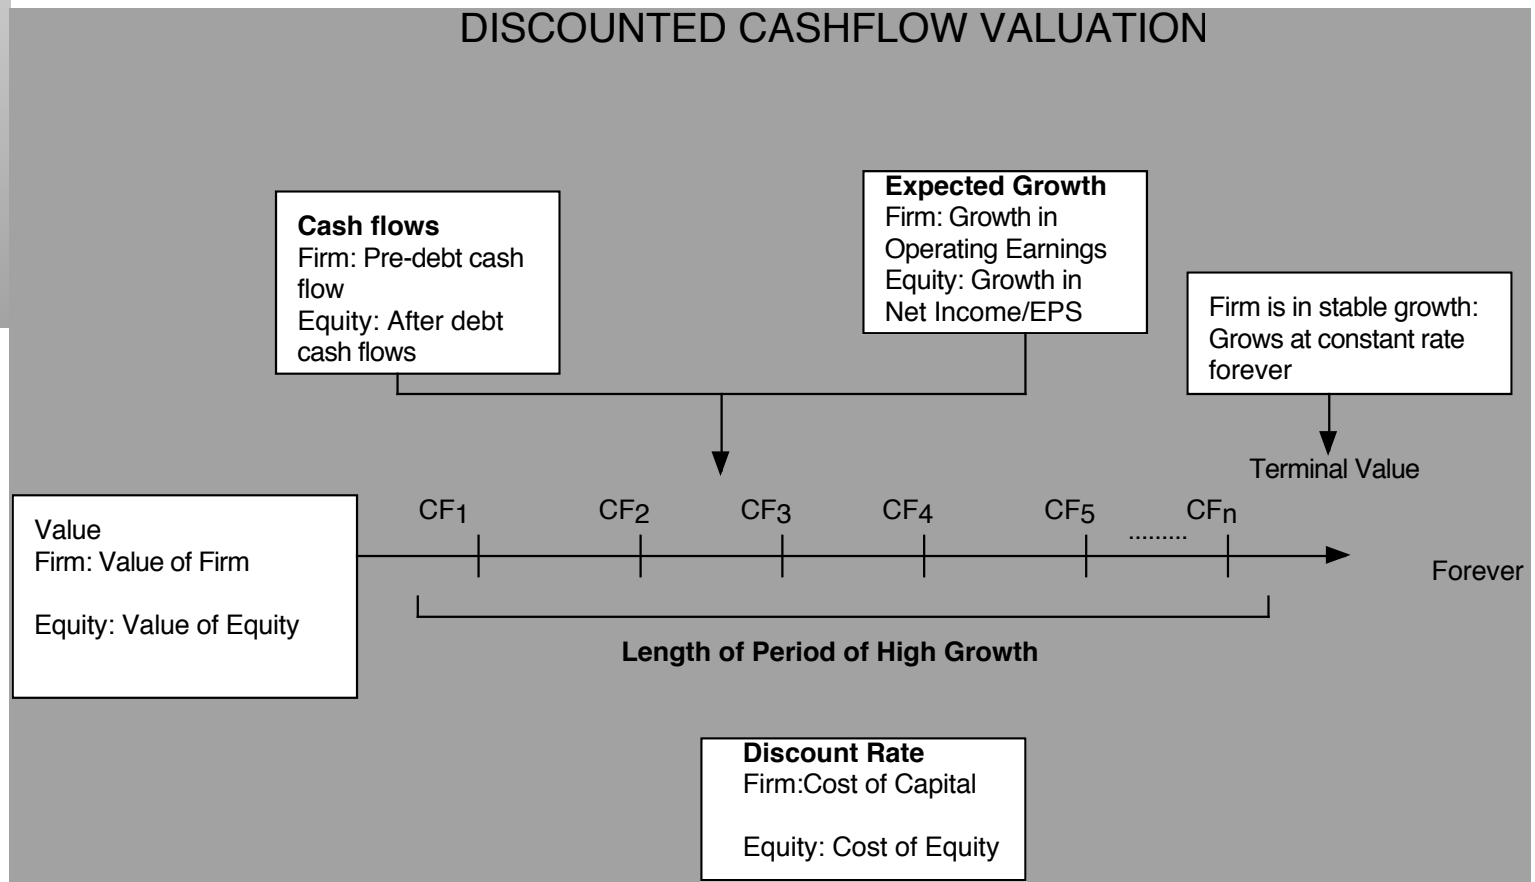 DISCOUNTED CASHFLOW VALUATION
Cash flows
Firm: Pre-debt cash
flow
Equity: After debt
cash flows
Expected Growth
Firm: Growth in
Operating Earnings
Equity: Growth in
Net Income/EPS
Firm is in stable growth:
Grows at constant rate
forever
Terminal Value
CF1 CF2 CF3 CF4 CF5 ......... CFn
Forever
Value
Firm: Value of Firm
Equity: Value of Equity
Length of Period of High Growth
Discount Rate
Firm:Cost of Capital
Equity: Cost of Equity